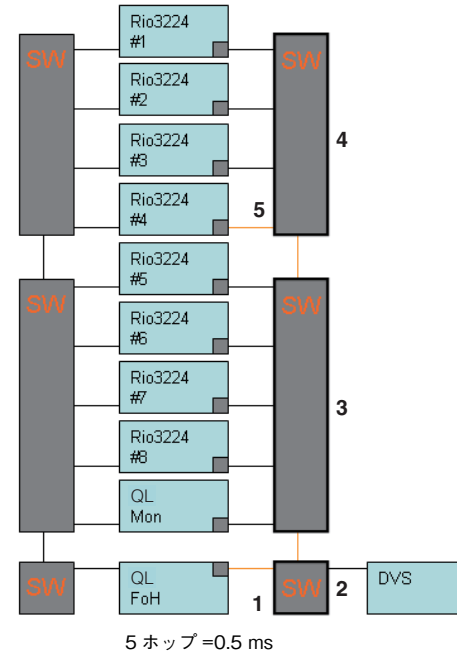 Rio3224
#1
SW
SW
Rio3224
#2
Rio3224
#3
4
Rio3224
#4
5
Rio3224
#5
SW
SW
Rio3224
#6
Rio3224
#7
3
Rio3224
#8
QL
Mon
SW
QL
FoH
1
SW
2
DVS
5 ホップ =0.5 ms